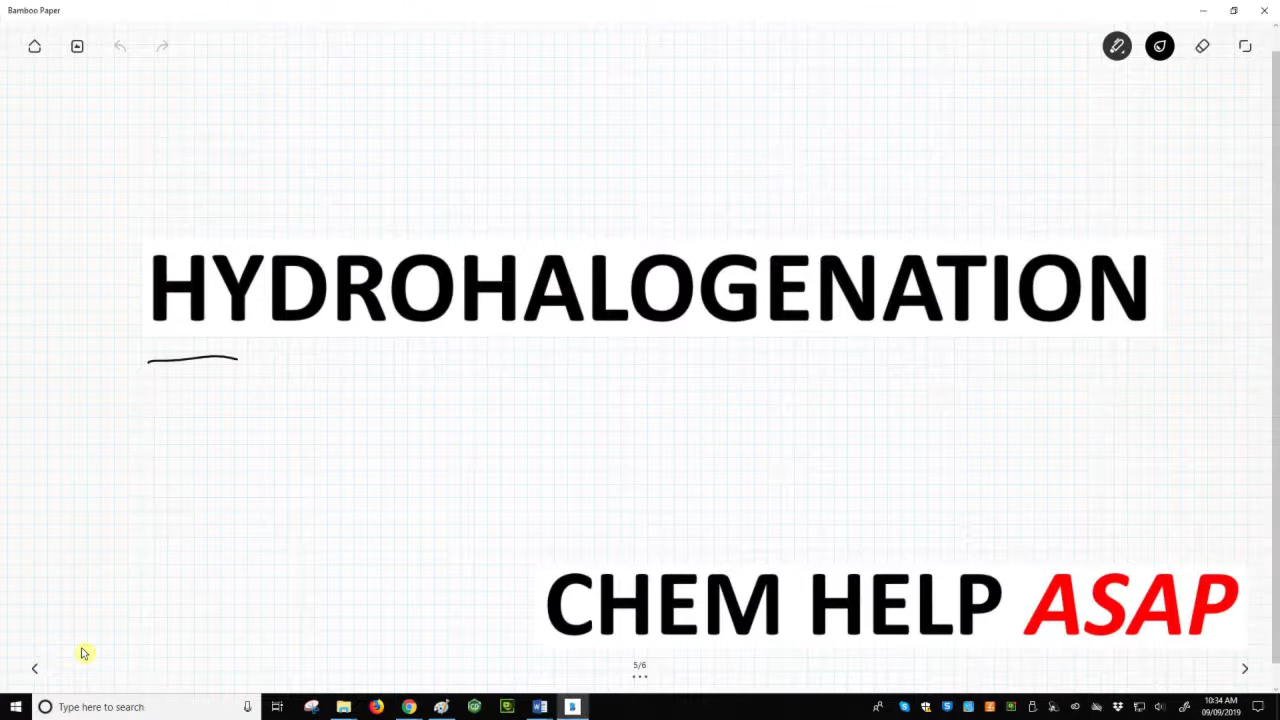 Bamboo Paper
HYDROHALOGENATION
CHEM HELP ASAP
5/6
Type here to search
10:34 AM
09/09/2019